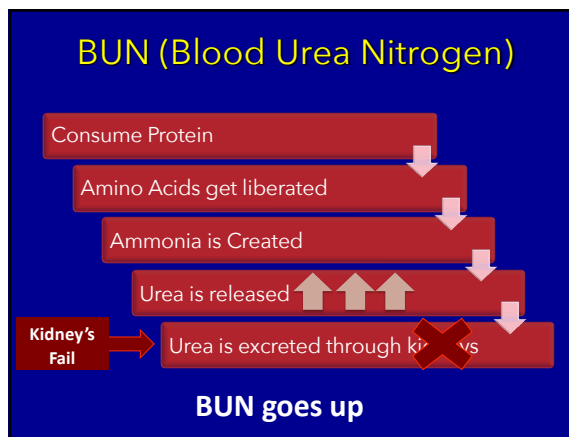 BUN (Blood Urea Nitrogen)
Consume Protein
Amino Acids get liberated
Ammonia is Created
Urea is released
Kidney's
Fail
Urea is excreted through kidneys
BUN goes up